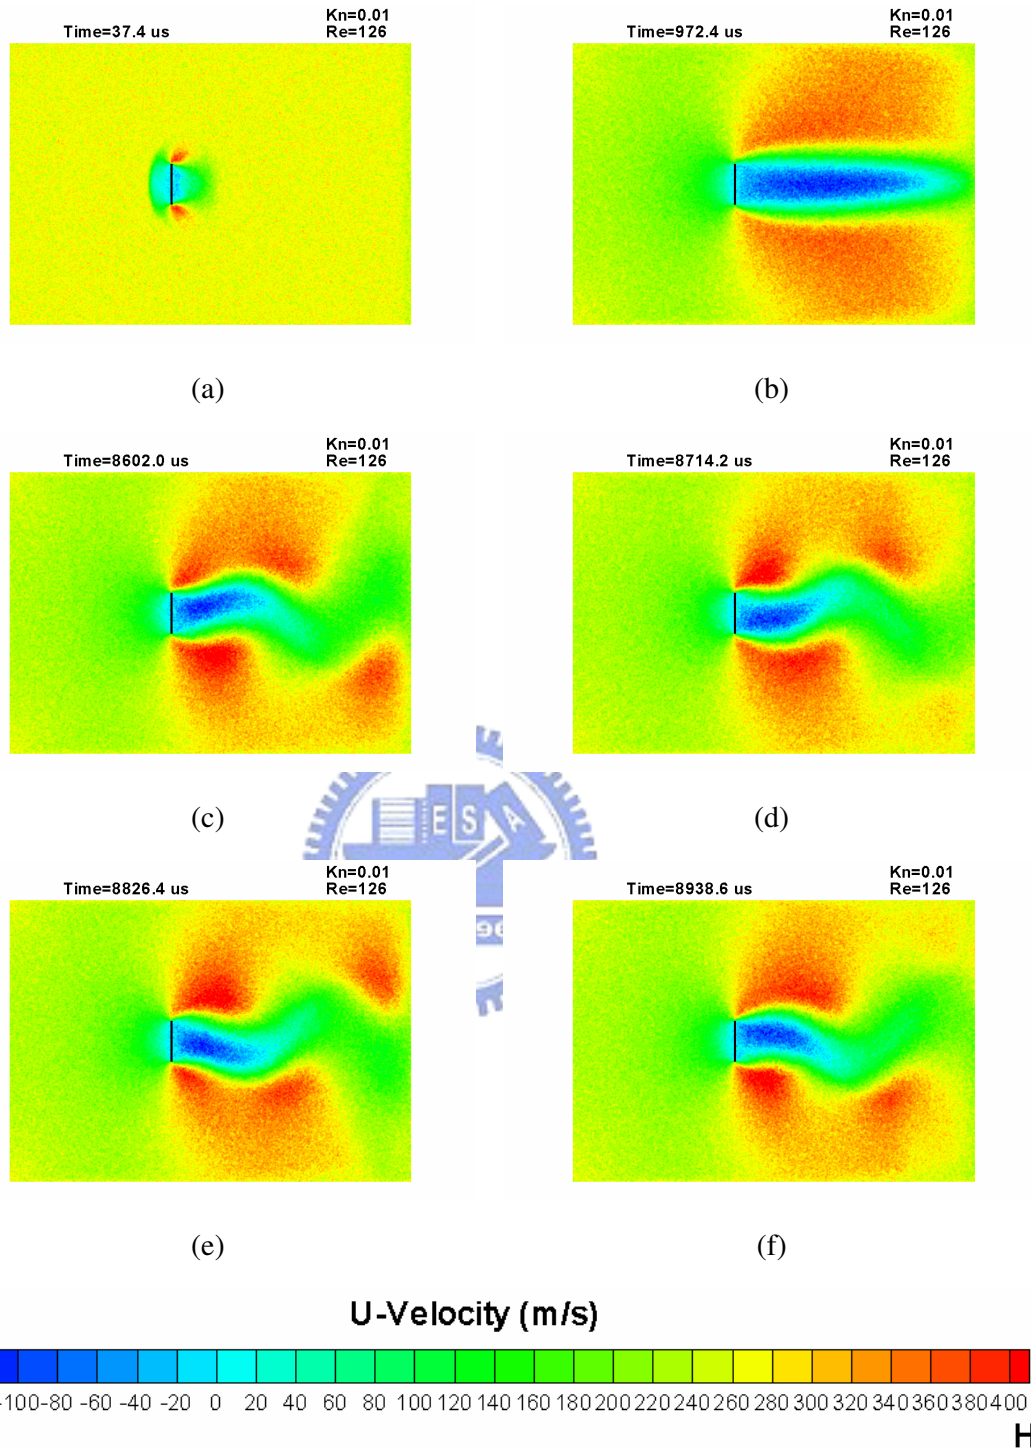 Time=37.4 us
Kn=0.01
Re=126
Time=972.4 us
Kn=0.01
Re=126
(a)
(b)
Time=8602.0 us
Kn=0.01
Re=126
Time=8714.2 us
Kn=0.01
Re=126
(c)
(d)
E S A
Time=8826.4 us
Kn=0.01
Re=126
Time=8938.6 us
Kn=0.01
Re=126
(e)
(f)
U-Velocity (m/s)
-100 -80 -60 -40 -20 0 20 40 60 80 100 120 140 160 180 200 220 240 260 280 300 320 340 360 380 400
H